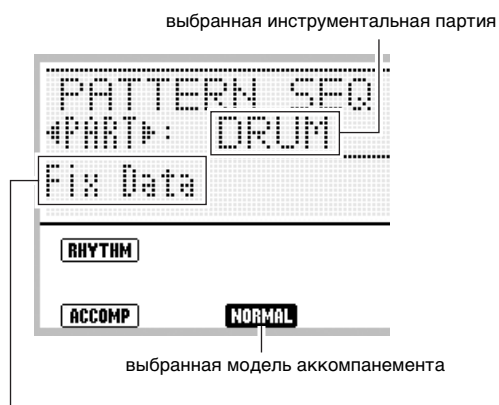 выбранная инструментальная партия
PATTERN SEQ
◀PART▶: DRUM
Fix Data
RHYTHM
ACCOMP NORMAL
выбранная модель аккомпанемента